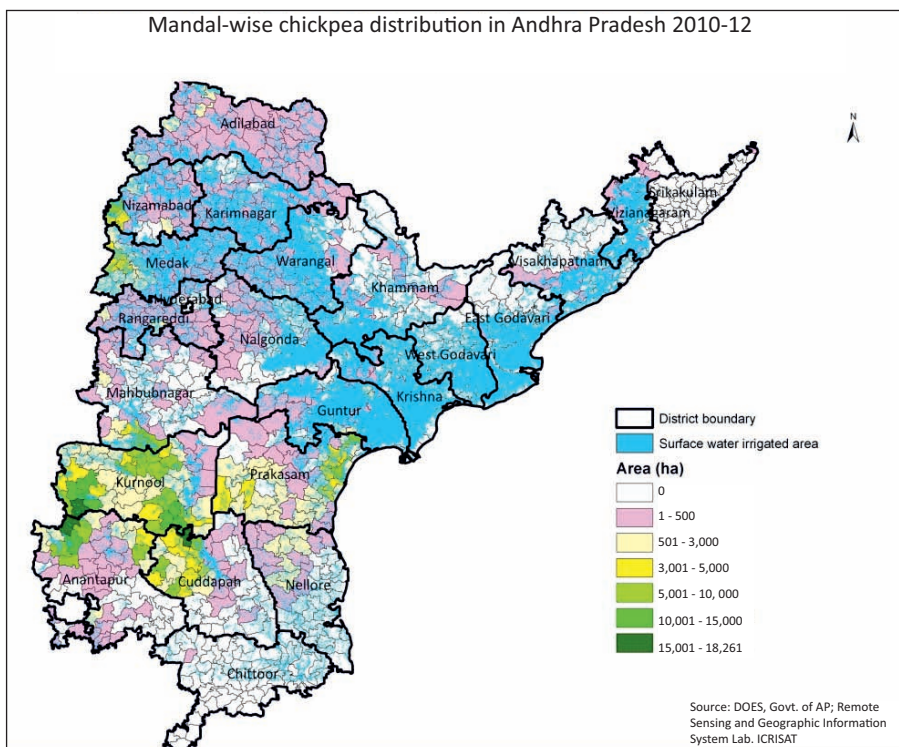 Mandal-wise chickpea distribution in Andhra Pradesh 2010-12
N
Adilabad
Nizamabad
Karimnagar
Srikakulam
Vizianagaram
Medak
Warangal
Visakhapatnam
Khammam
Hyderabad
Rangareddi
East Godavari
Nalgonda
West Godavari
Mahbubnagar
Krishna
Guntur
Kurnool
Prakasam
Anantapur
Cuddapah
Nellore
Chittoor
District boundary
Surface water irrigated area
Area (ha)
0
1 - 500
501 - 3,000
3,001 - 5,000
5,001 - 10, 000
10,001 - 15,000
15,001 - 18,261
Source: DOES, Govt. of AP; Remote
Sensing and Geographic Information
System Lab. ICRISAT